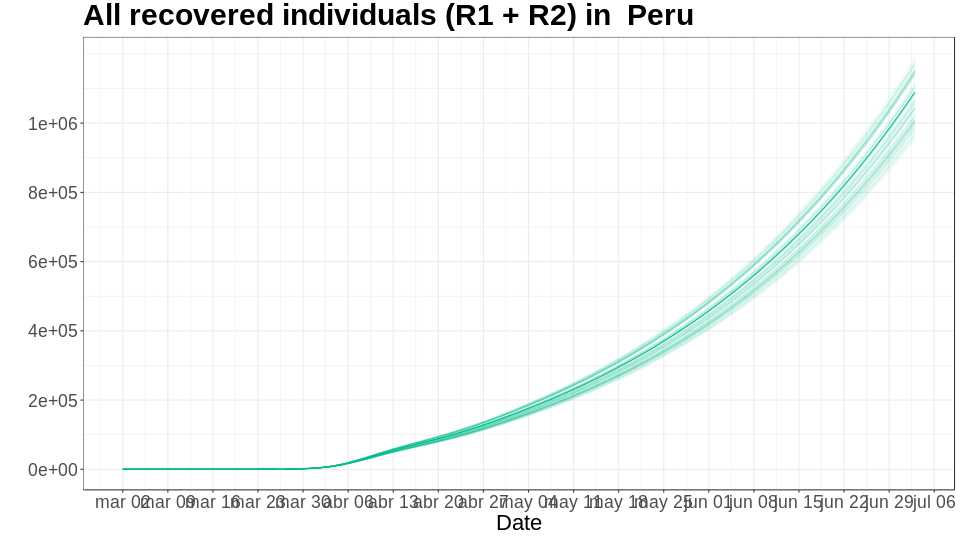 All recovered individuals (R1 + R2) in  Peru
1e+06
8e+05
6e+05
4e+05
2e+05
0e+00
mar 02 mar 09 mar 16 mar 23 mar 30 abr 06 abr 13 abr 20 abr 27 may 04 may 11 may 18 may 25 jun 01 jun 08 jun 15 jun 22 jun 29 jul 06
Date